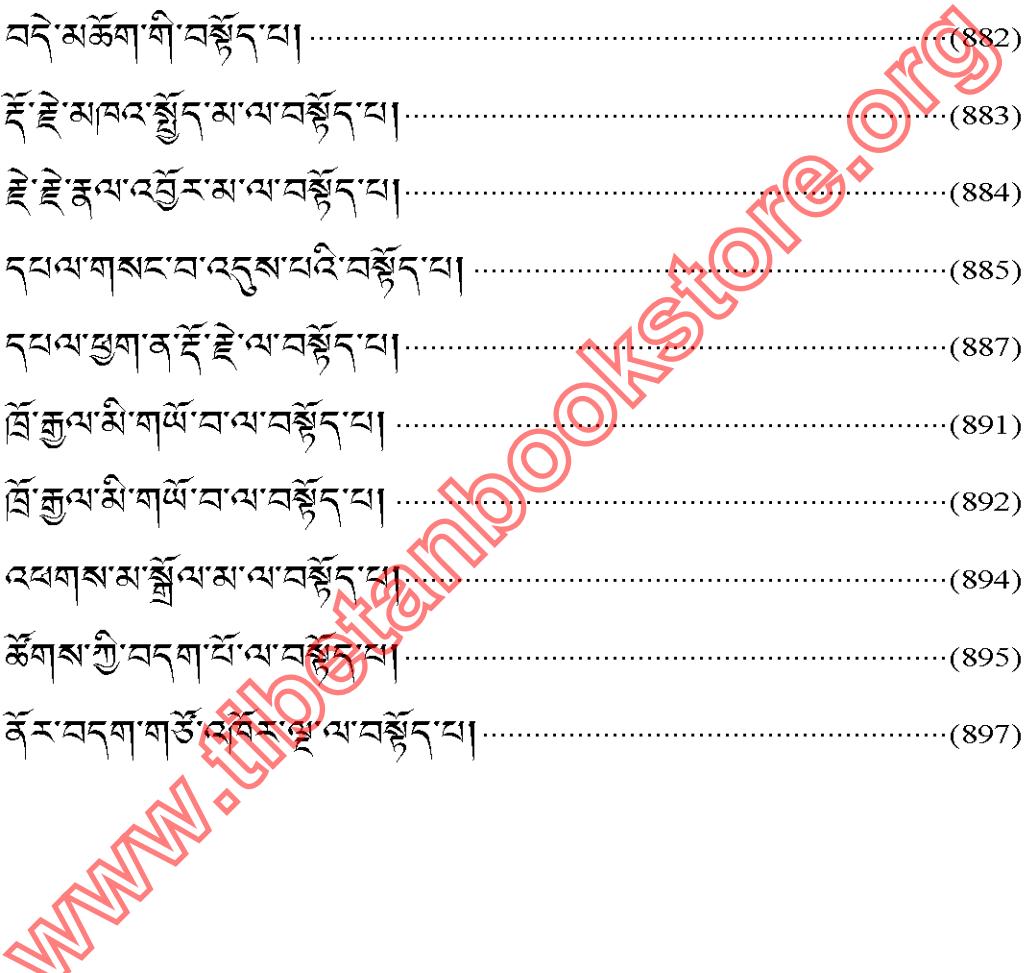 བདེ་མཆོག་གི་བསྟོད་པ། ……………………………………………(882)
རྡོ་རྗེ་མཁའ་སྤྱོད་མ་ལ་བསྟོད་པ། ……………………………………………(883)
རྗེ་རྗེ་རྣལ་འབྱོར་མ་ལ་བསྟོད་པ། ……………………………………………(884)
དཔལ་གསང་བ་འདུས་པའི་བསྟོད་པ། ……………………………………………(885)
དཔལ་ཕྱག་ན་རྡོ་རྗེ་ལ་བསྟོད་པ། ……………………………………………(887)
ཁྲོ་རྒྱལ་མི་གཡོ་བ་ལ་བསྟོད་པ། ……………………………………………(891)
ཁྲོ་རྒྱལ་མི་གཡོ་བ་ལ་བསྟོད་པ། ……………………………………………(892)
འཕགས་མ་སྒྲོལ་མ་ལ་བསྟོད་པ། ……………………………………………(894)
ཚོགས་ཀྱི་བདག་པོ་ལ་བསྟོད་པ། ……………………………………………(895)
ནོར་བདག་གཙོ་འཁོར་ལྔ་ལ་བསྟོད་པ། ……………………………………………(897)
www.tibetanbookstore.org